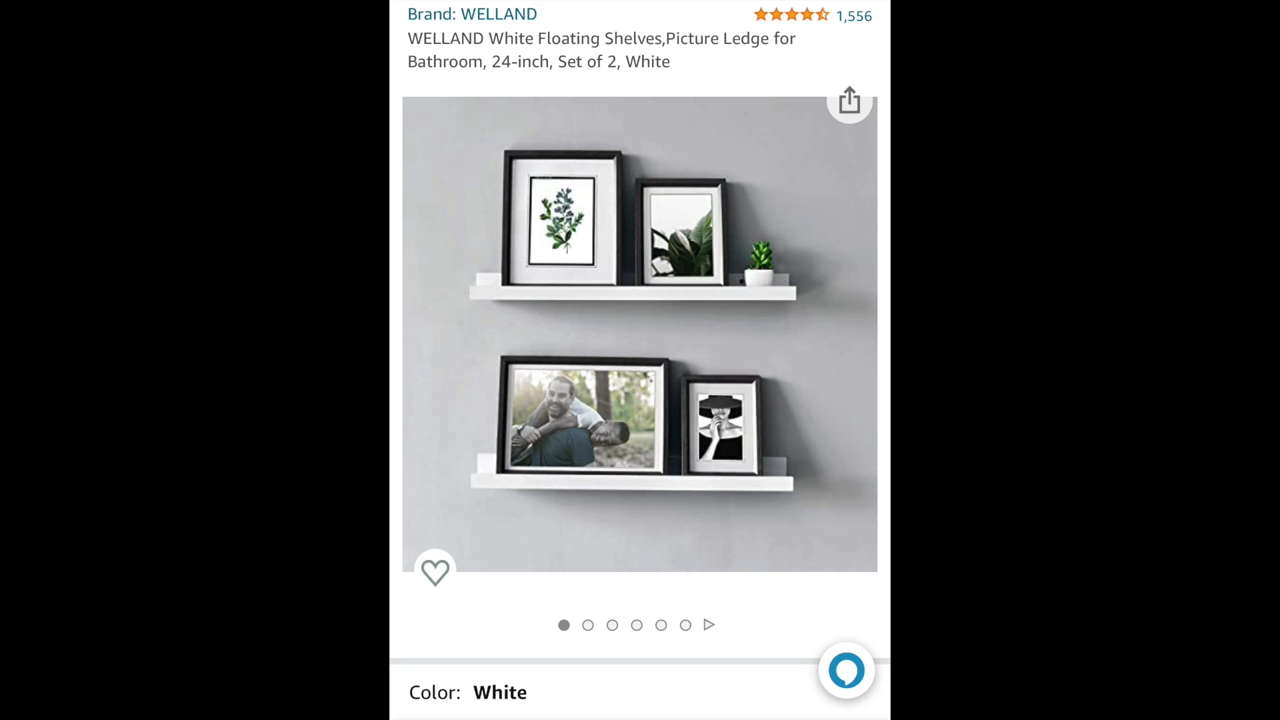 Brand: WELLAND
1,556
WELLAND White Floating Shelves,Picture Ledge for
Bathroom, 24-inch, Set of 2, White
Color: White